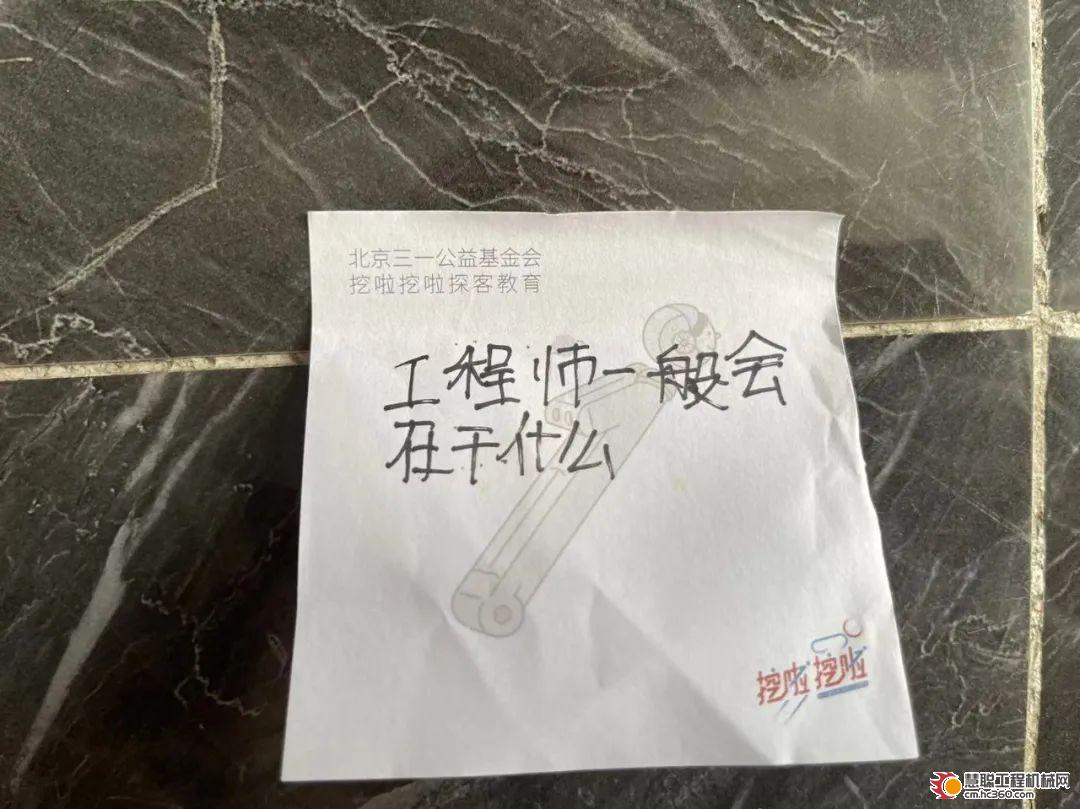 北京三一公益基金会
挖啦挖啦探客教育
工程师一般会
在干什么
挖啦挖啦
慧聪工程机械网
cm.hc360.com